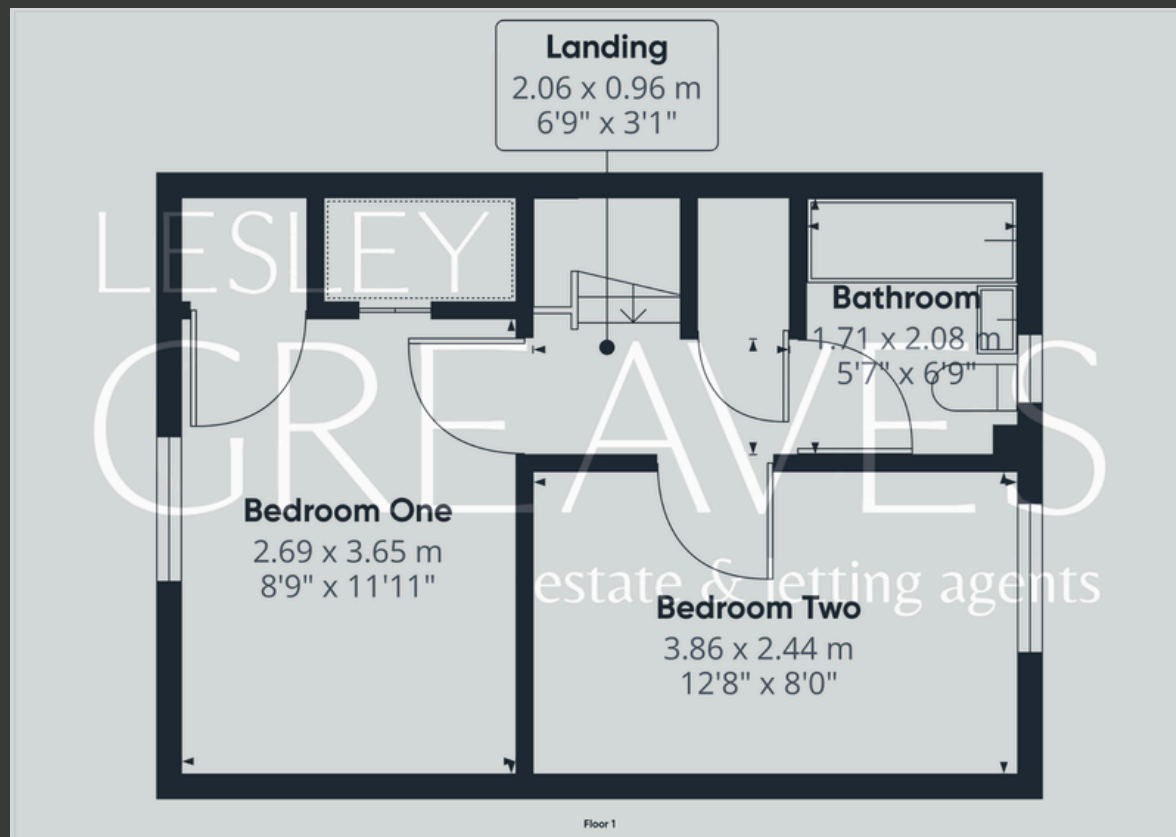 Landing
2.06 x 0.96 m
6'9" x 3'1"
LESLEY
GREAVES
estate & letting agents
Bathroom
1.71 x 2.08 m
5'7" x 6'9"
Bedroom One
2.69 x 3.65 m
8'9" x 11'11"
Bedroom Two
3.86 x 2.44 m
12'8" x 8'0"
Floor 1